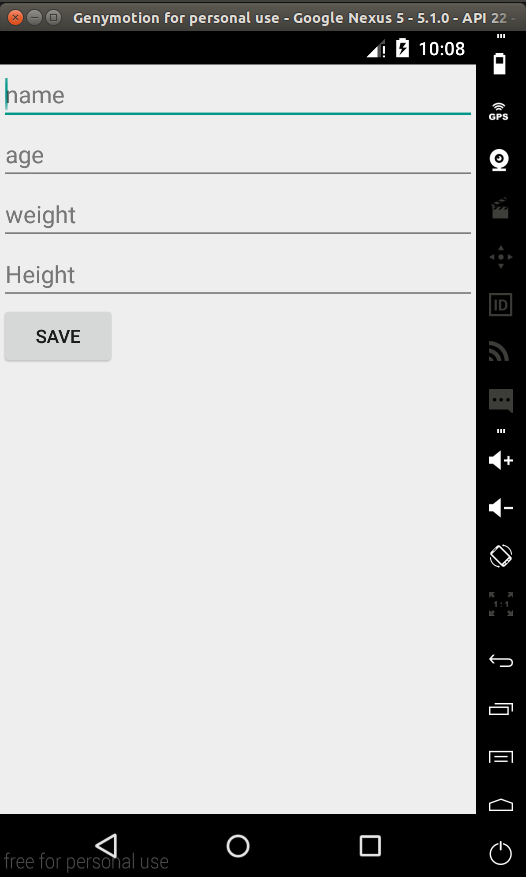 Genymotion for personal use - Google Nexus 5 - 5.1.0 - API 22 -
10:08
name
GPS
age
weight
ID
Height
SAVE
1:1
free for personal use